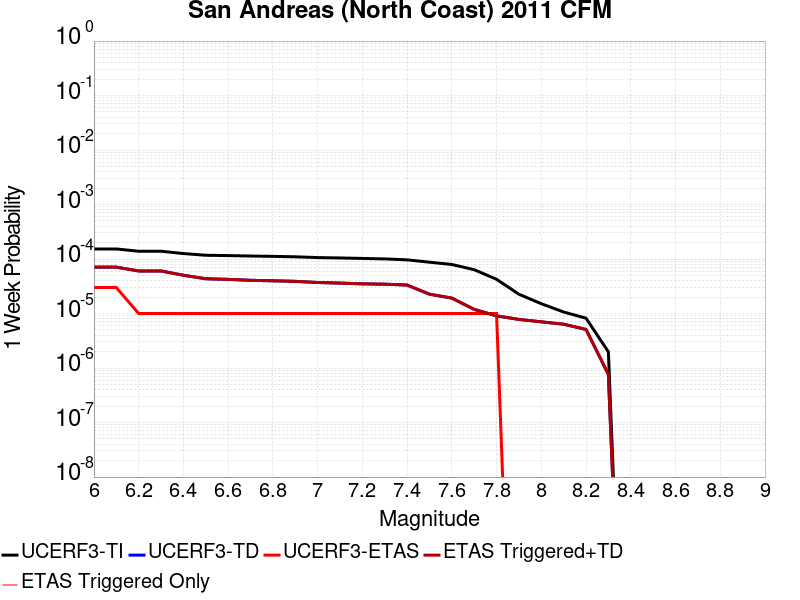 San Andreas (North Coast) 2011 CFM
10^0
10^-1
10^-2
10^-3
10^-4
10^-5
10^-6
10^-7
10^-8
1 Week Probability
6 6.2 6.4 6.6 6.8 7 7.2 7.4 7.6 7.8 8 8.2 8.4 8.6 8.8 9
Magnitude
UCERF3-TI UCERF3-TD UCERF3-ETAS ETAS Triggered+TD
ETAS Triggered Only